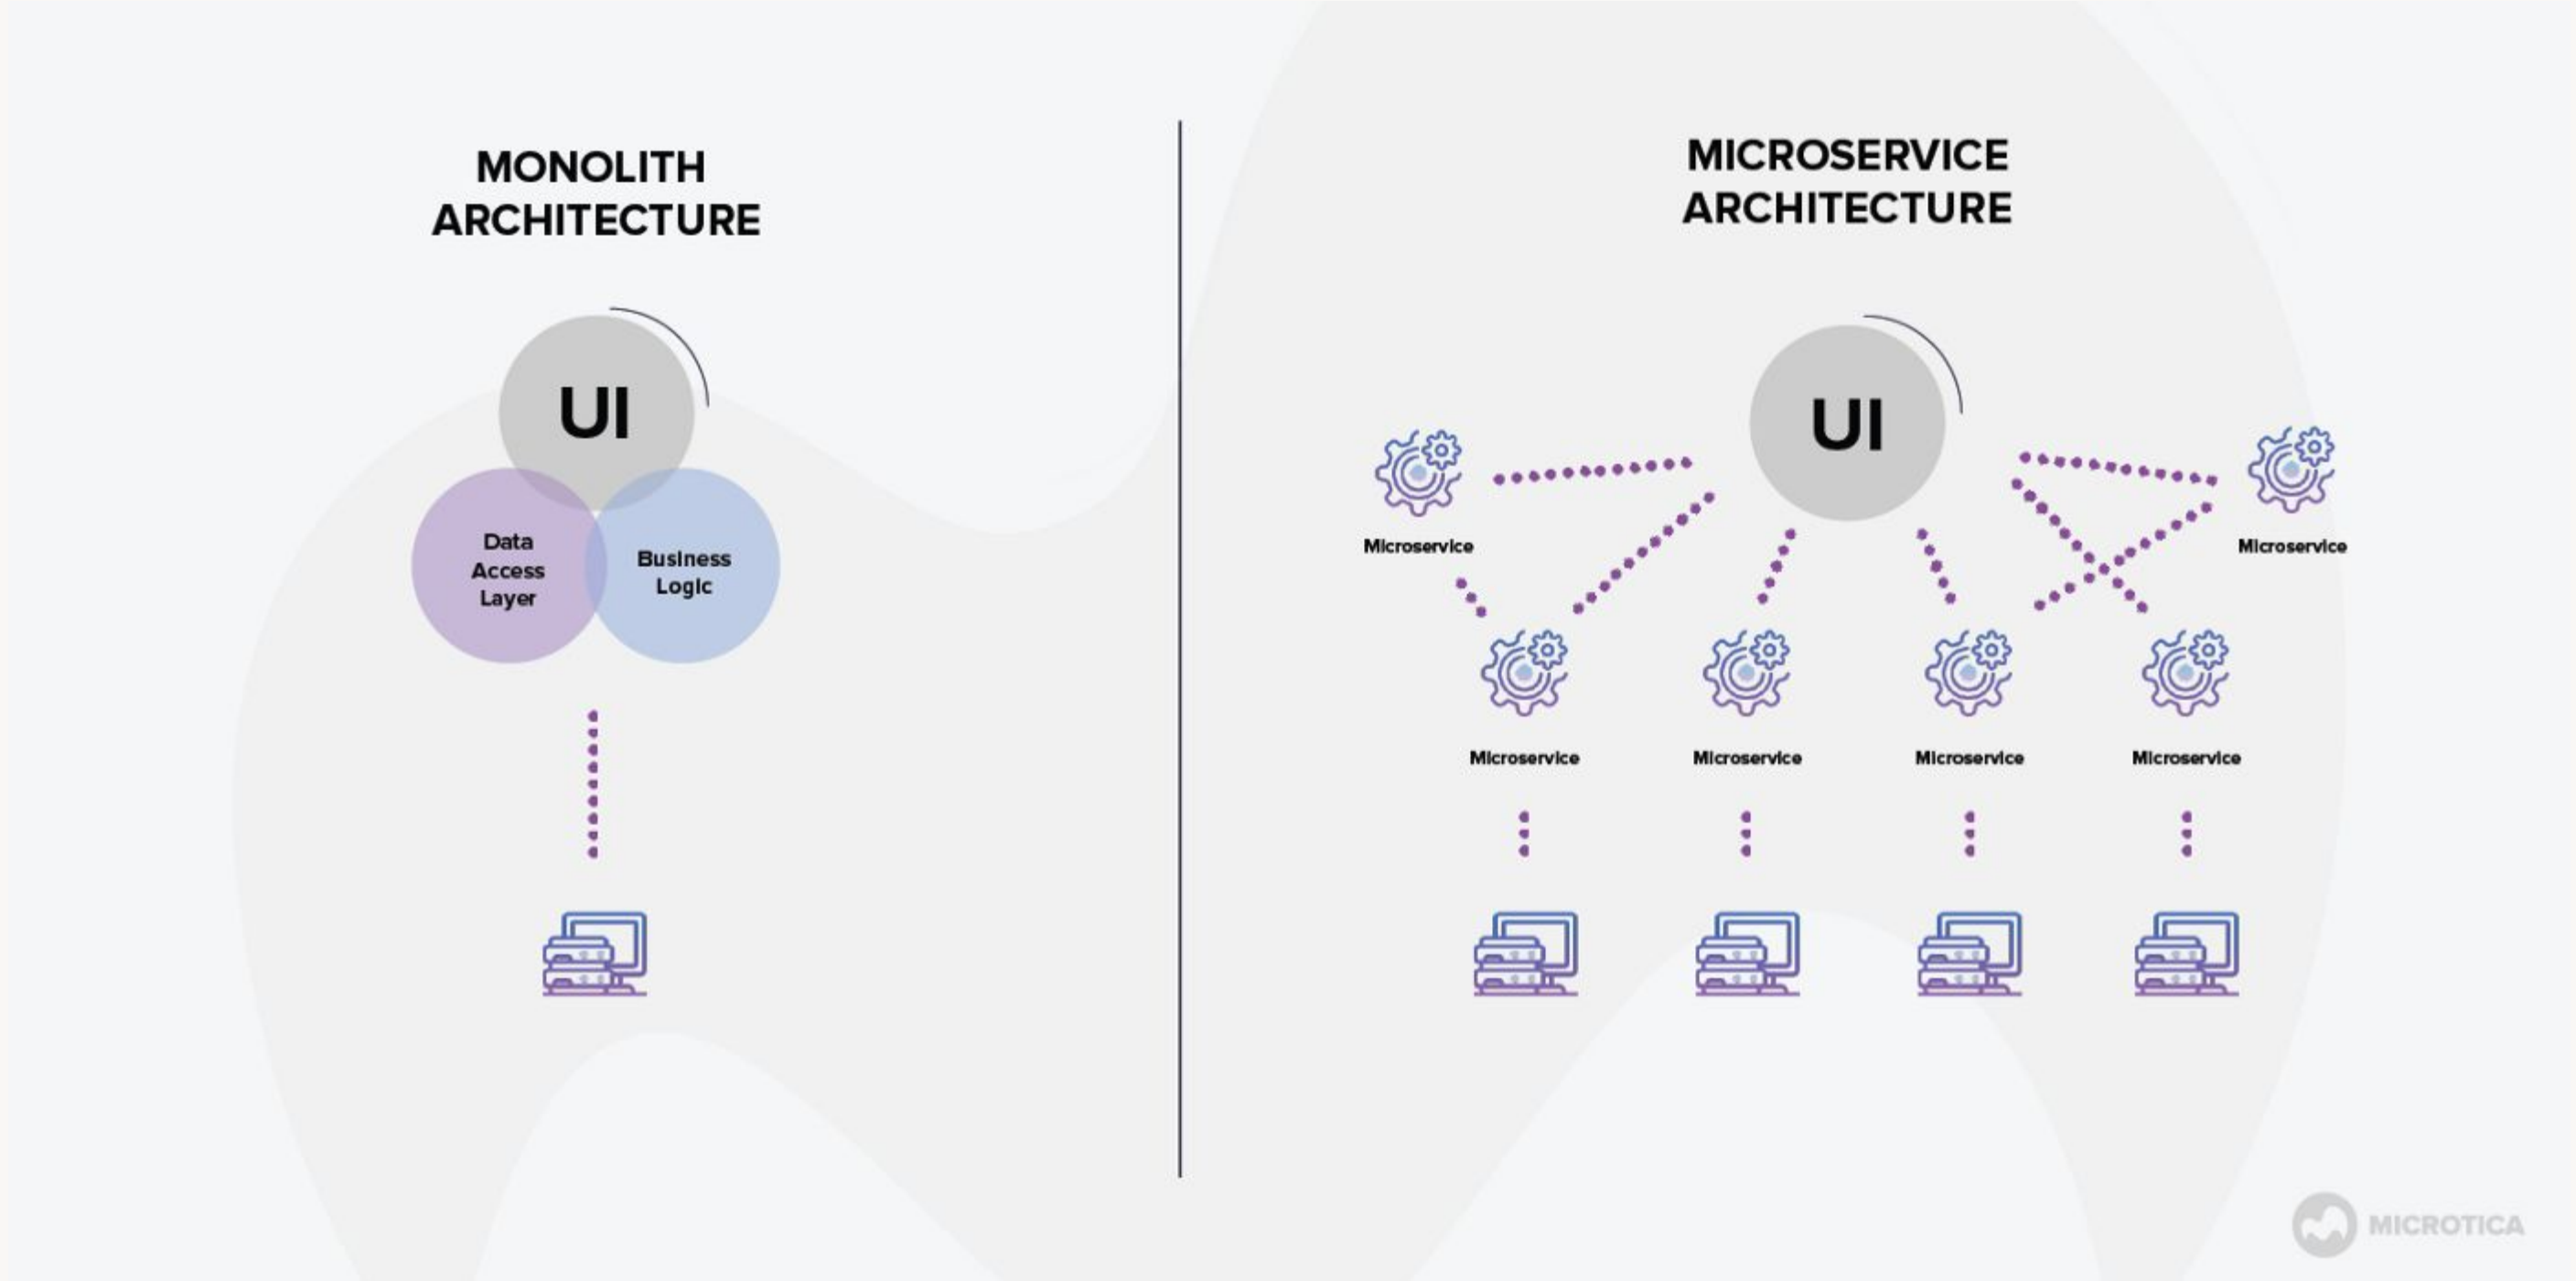 MONOLITH
ARCHITECTURE
UI
Data
Access
Layer
Business
Logic
MICROSERVICE
ARCHITECTURE
UI
Microservice
Microservice
Microservice
Microservice
Microservice
Microservice
MICROTICA